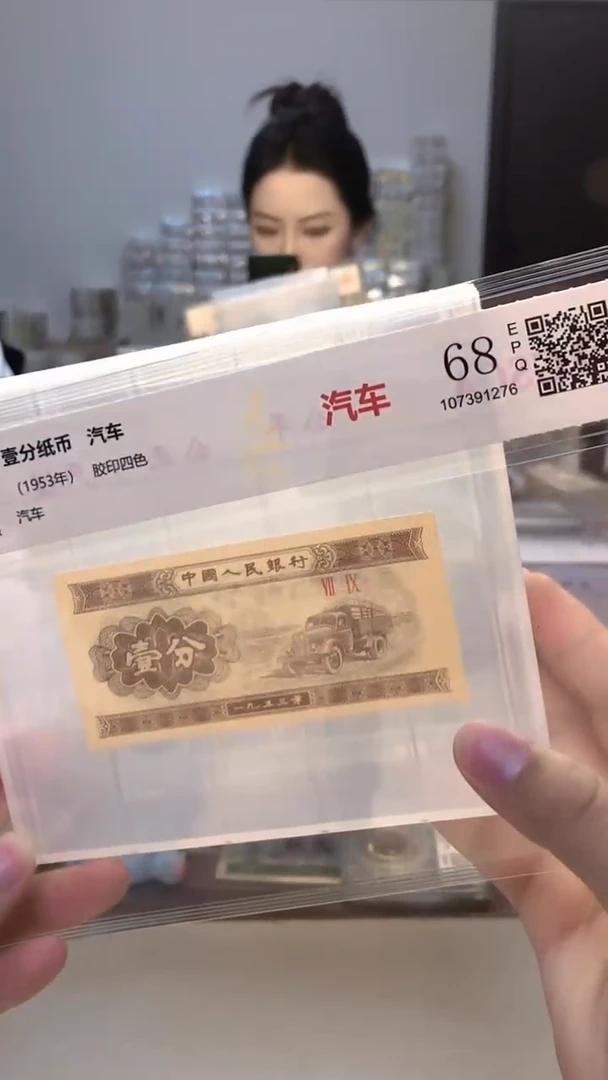 68
E
P
Q
107391276
汽车
壹分纸币 汽车
(1953年) 胶印四色
汽车
中國人民銀行
VII IX
壹分
一九五三年